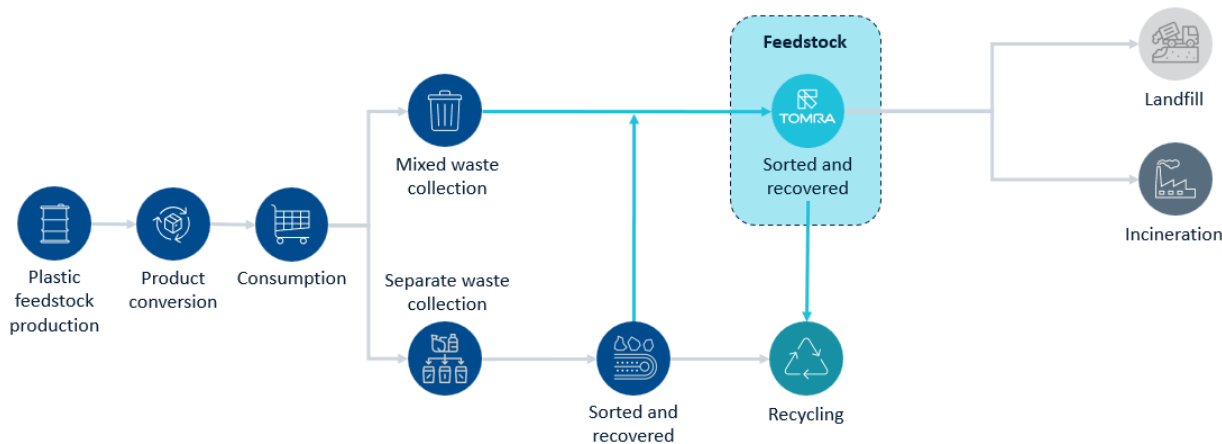 Feedstock
TOMRA
Sorted and
recovered
Landfill
Mixed waste
collection
Incineration
Plastic
feedstock
production
Product
conversion
Consumption
Separate waste
collection
Sorted and
recovered
Recycling